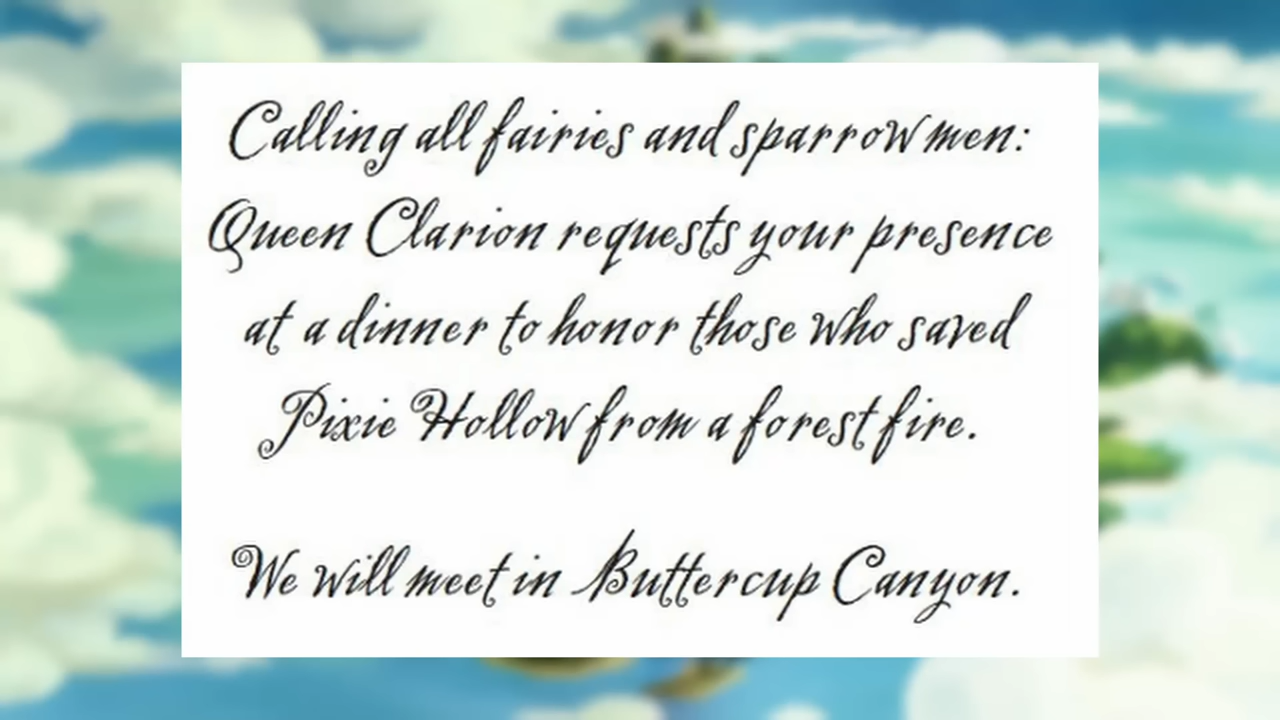 Calling all fairies and sparrow men:
Queen Clarion requests your presence
at a dinner to honor those who saved
Pixie Hollow from a forest fire.
We will meet in Buttercup Canyon.